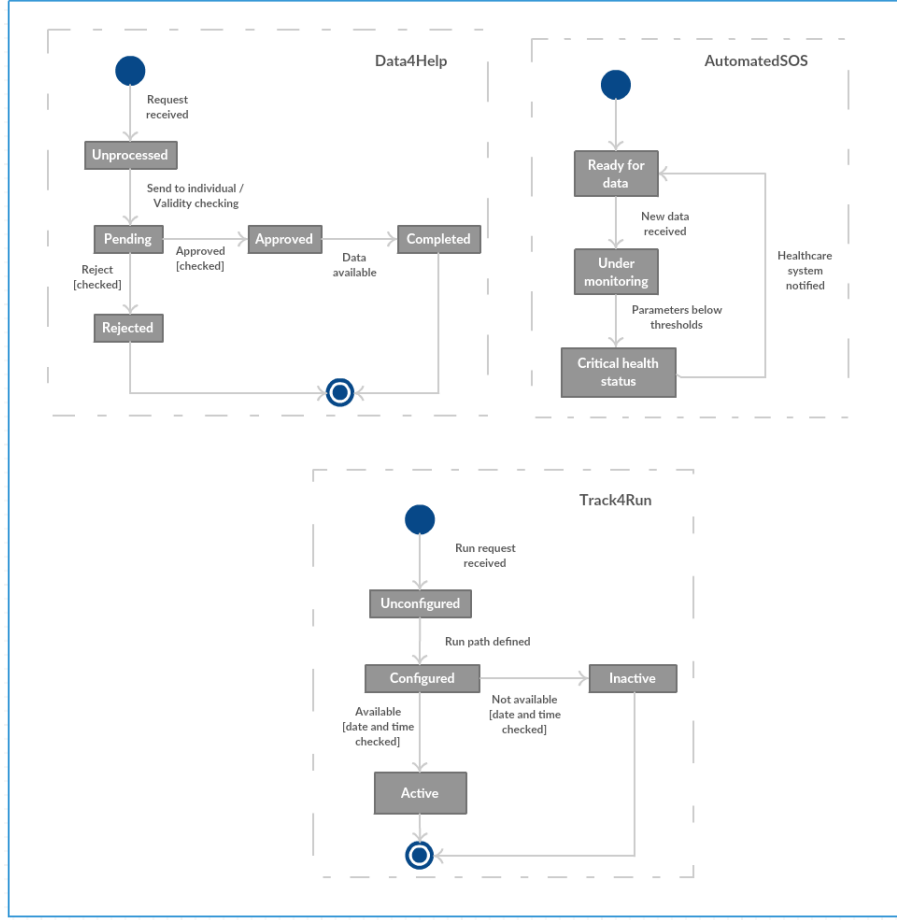 Data4Help
Request
received
Unprocessed
Send to individual /
Validity checking
Pending
Approved
[checked]
Approved
Data
available
Completed
Reject
[checked]
Rejected
AutomatedSOS
Ready for
data
New data
received
Under
monitoring
Healthcare
system
notified
Parameters below
thresholds
Critical health
status
Track4Run
Run request
received
Unconfigured
Run path defined
Configured
Not available
[date and time
checked]
Inactive
Available
[date and time
checked]
Active